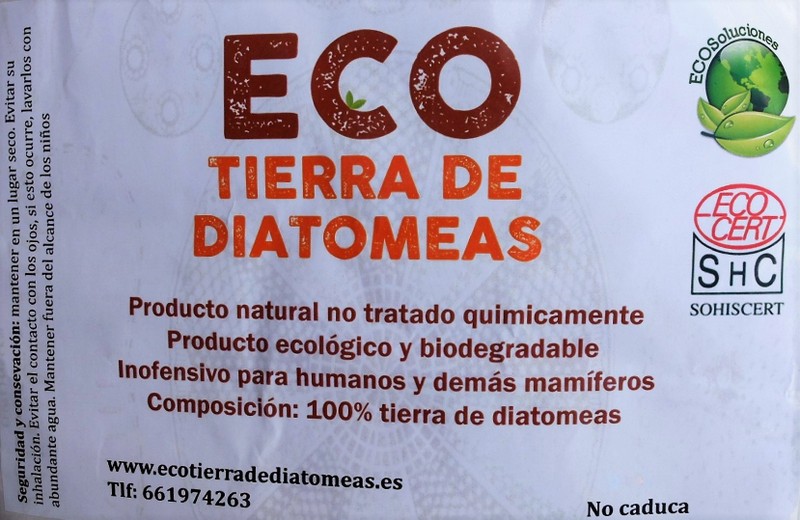 ECO
TIERRA DE
DIATOMEAS
Producto natural no tratado quimicamente
Producto ecológico y biodegradable
Inofensivo para humanos y demás mamíferos
Composición: 100% tierra de diatomeas
www.ecotierradediatomeas.es
Tlf: 661974263
No caduca
ECOSoluciones
ECO
CERT
SHC
SOHISCERT
Seguridad y consevación: mantener en un lugar seco. Evitar su
inhalación. Evitar el contacto con los ojos, si esto ocurre, lavarlos con
abundante agua. Mantener fuera del alcance de los niños